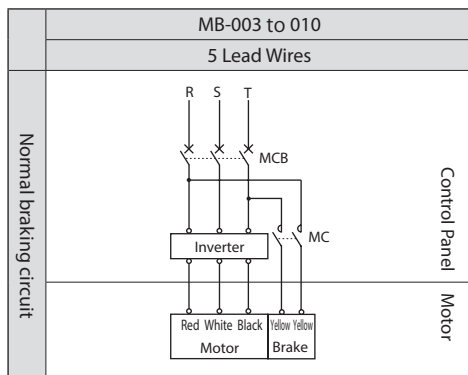 MB-003 to 010
5 Lead Wires
Normal braking circuit
R S T
MCB
MC
Inverter
Control Panel
Motor
Red White Black Yellow Yellow
Motor Brake